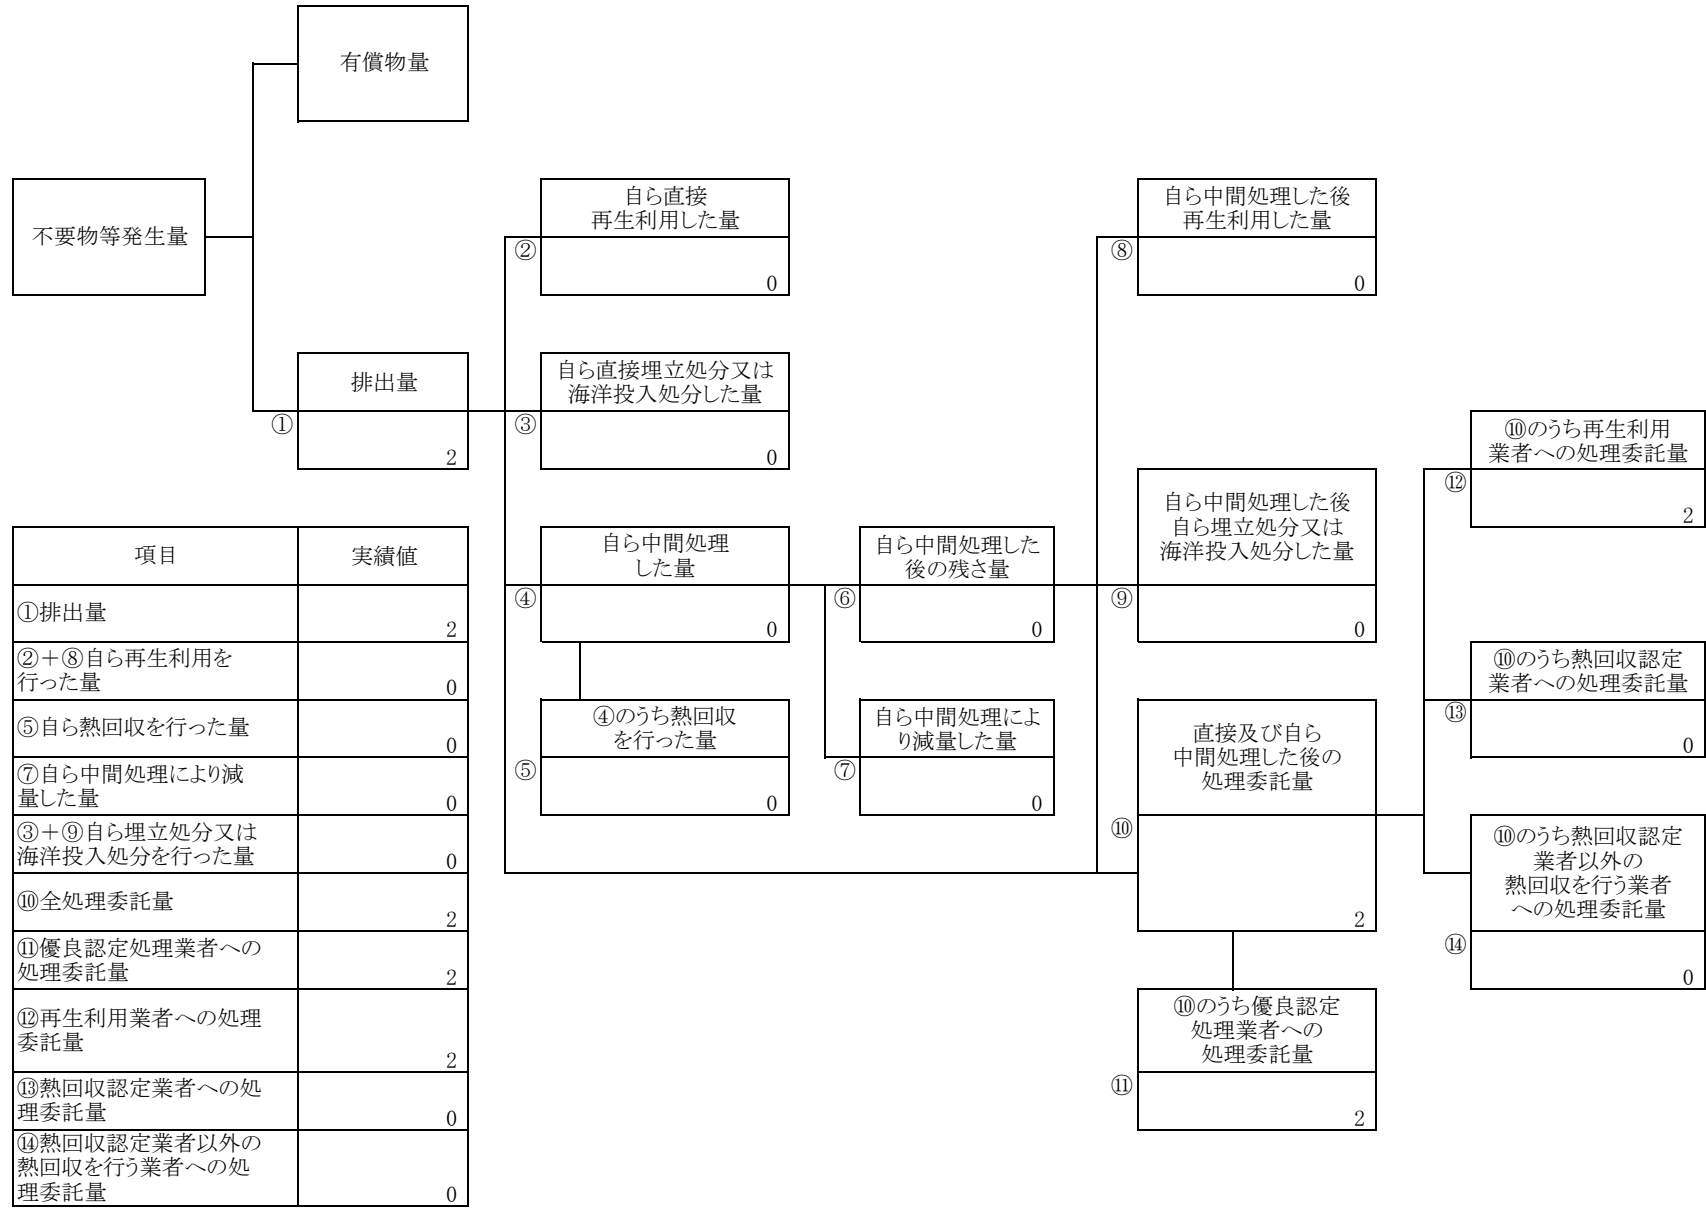 有償物量
不要物等発生量
排出量
①
2
自ら直接
再生利用した量
②
0
自ら直接埋立処分又は
海洋投入処分した量
③
0
自ら中間処理
した量
④
0
④のうち熱回収
を行った量
⑤
0
自ら中間処理した
後の残さ量
⑥
0
自ら中間処理によ
り減量した量
⑦
0
自ら中間処理した後
再生利用した量
⑧
0
自ら中間処理した後
自ら埋立処分又は
海洋投入処分した量
⑨
0
直接及び自ら
中間処理した後の
処理委託量
⑩
2
⑩のうち優良認定
処理業者への
処理委託量
⑪
2
⑩のうち再生利用
業者への処理委託量
⑫
2
⑩のうち熱回収認定
業者への処理委託量
⑬
0
⑩のうち熱回収認定
業者以外の
熱回収を行う業者
への処理委託量
⑭
0
項目 実績値
①排出量
2
②＋⑧自ら再生利用を
行った量
0
⑤自ら熱回収を行った量
0
⑦自ら中間処理により減
量した量
0
③＋⑨自ら埋立処分又は
海洋投入処分を行った量
0
⑩全処理委託量
2
⑪優良認定処理業者への
処理委託量
2
⑫再生利用業者への処理
委託量
2
⑬熱回収認定業者への処
理委託量
0
⑭熱回収認定業者以外の
熱回収を行う業者への処
理委託量
0